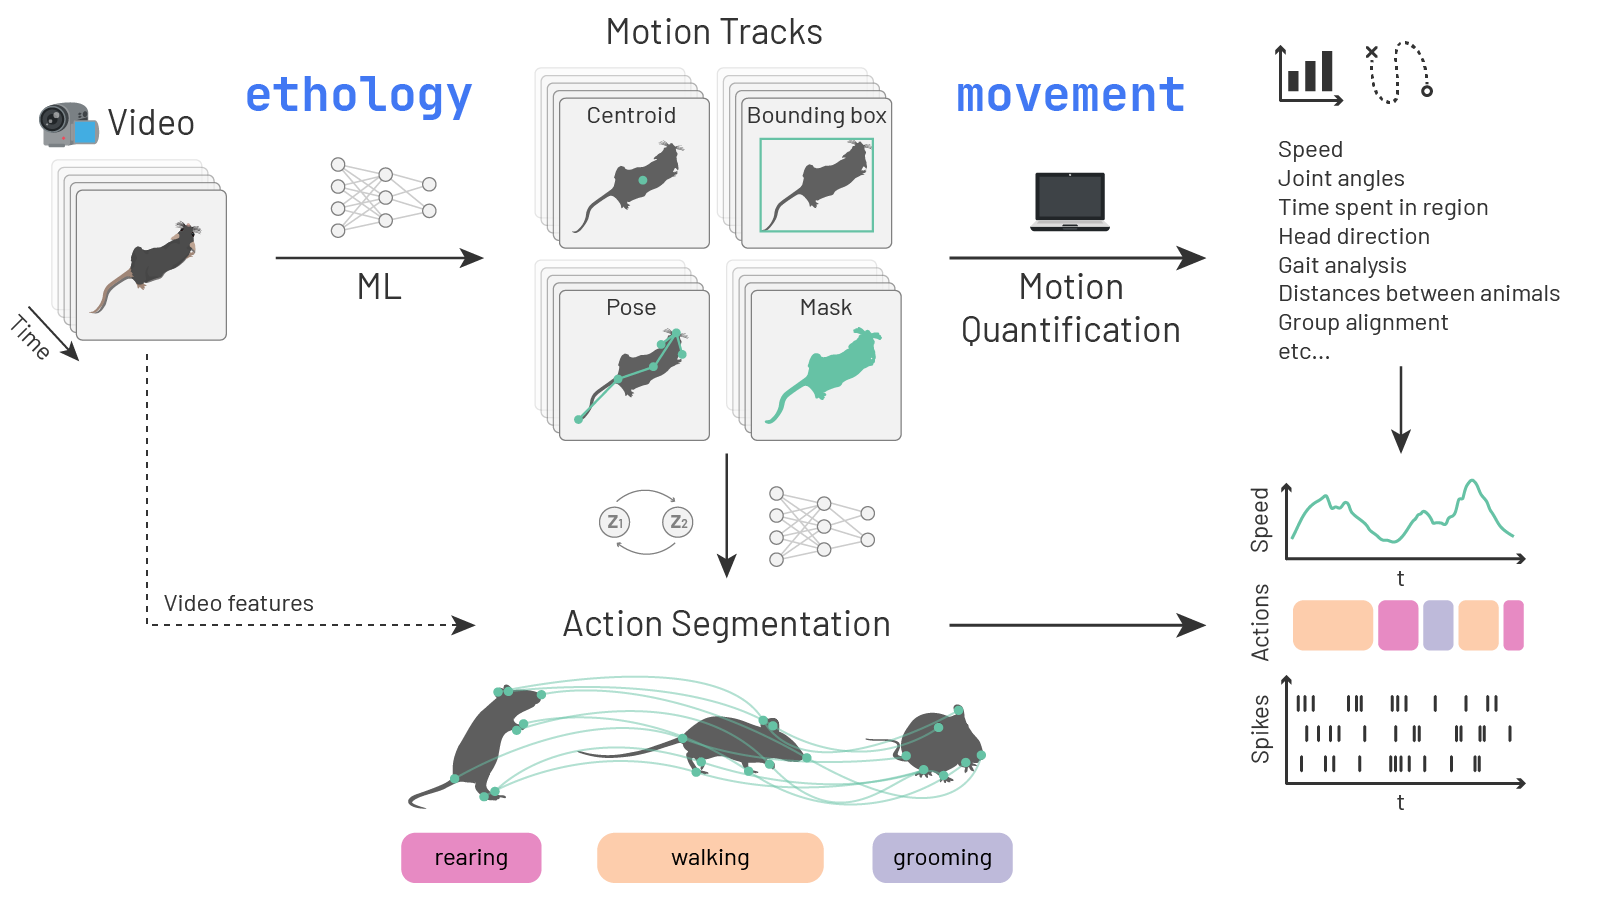 Motion Tracks
ethology
movement
Video
Time
ML
Centroid
Bounding box
Pose
Mask
Motion
Quantification
Speed
Joint angles
Time spent in region
Head direction
Gait analysis
Distances between animals
Group alignment
etc...
Z1
Z2
Video features
Action Segmentation
Speed
t
Actions
Spikes
t
rearing
walking
grooming